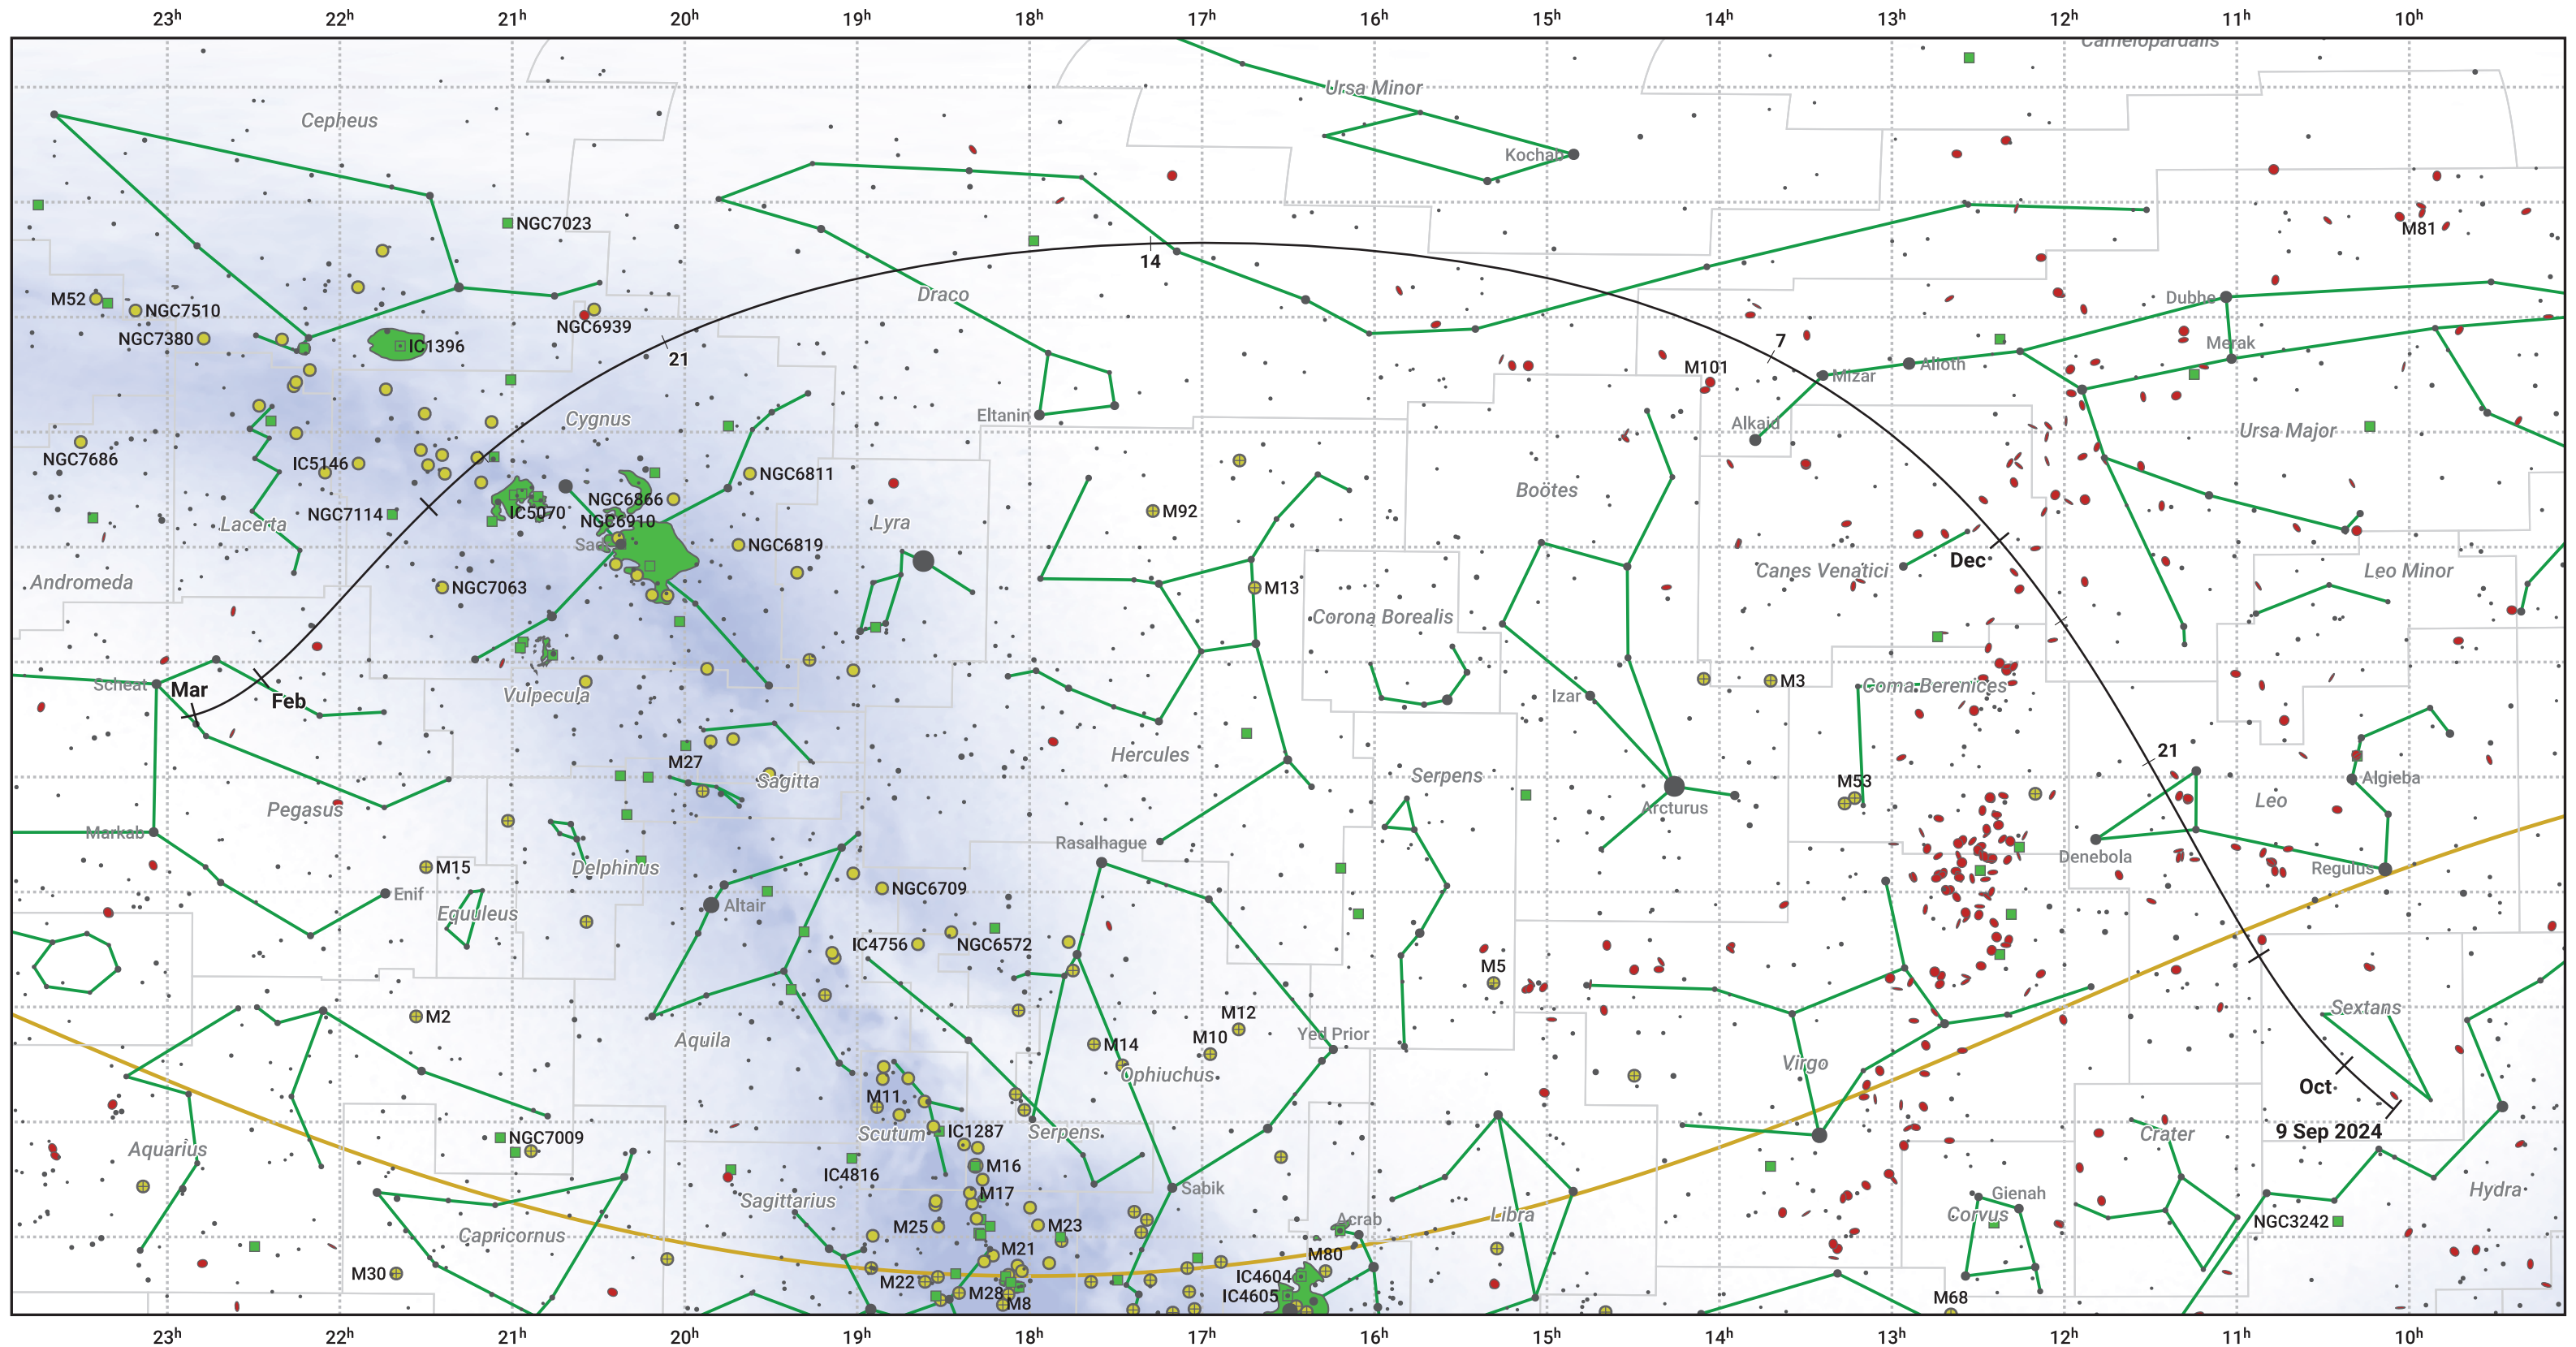 23h 22h 21h 20h 19h 18h 17h 16h 15h 14h 13h 12h 11h 10h
Camelopardalis
Ursa Minor
Cepheus
Kochab
NGC7023
M81
14
Draco
M52
NGC7510
NGC7380
NGC6939
IC1396
21
Dubhe
Merak
7
M101
Mizar
Alioth
Cygnus
Eltanin
Alkaid
Ursa Major
NGC7686
IC5146
NGC6811
Boötes
NGC6866
NGC7114
IC5070
NGC6910
Lyra
M92
Lacerta
NGC6819
Dec
Andromeda
NGC7063
M13
Canes Venatici
Leo Minor
Corona Borealis
Scheat
Mar
Feb
Vulpecula
Izar
M3
Coma Berenices
M27
Hercules
21
Sagitta
Serpens
M53
Algieba
Pegasus
Arcturus
Leo
Markab
Rasalhague
M15
Delphinus
Denebola
Regulus
Enif
NGC6709
Equuleus
Altair
IC4756
NGC6572
M5
M2
M12
Sextans
Aquila
M14
M10
Yed Prior
Ophiuchus
Virgo
Oct
M11
Scutum
IC1287
Serpens
9 Sep 2024
Crater
Aquarius
NGC7009
IC4816
M16
Sagittarius
M17
Sabik
Gienah
Hydra
Capricornus
M25
M23
Acrab
Libra
Corvus
NGC3242
M21
M80
M30
M22
IC4604
M28
IC4605
M8
M68
23h 22h 21h 20h 19h 18h 17h 16h 15h 14h 13h 12h 11h 10h